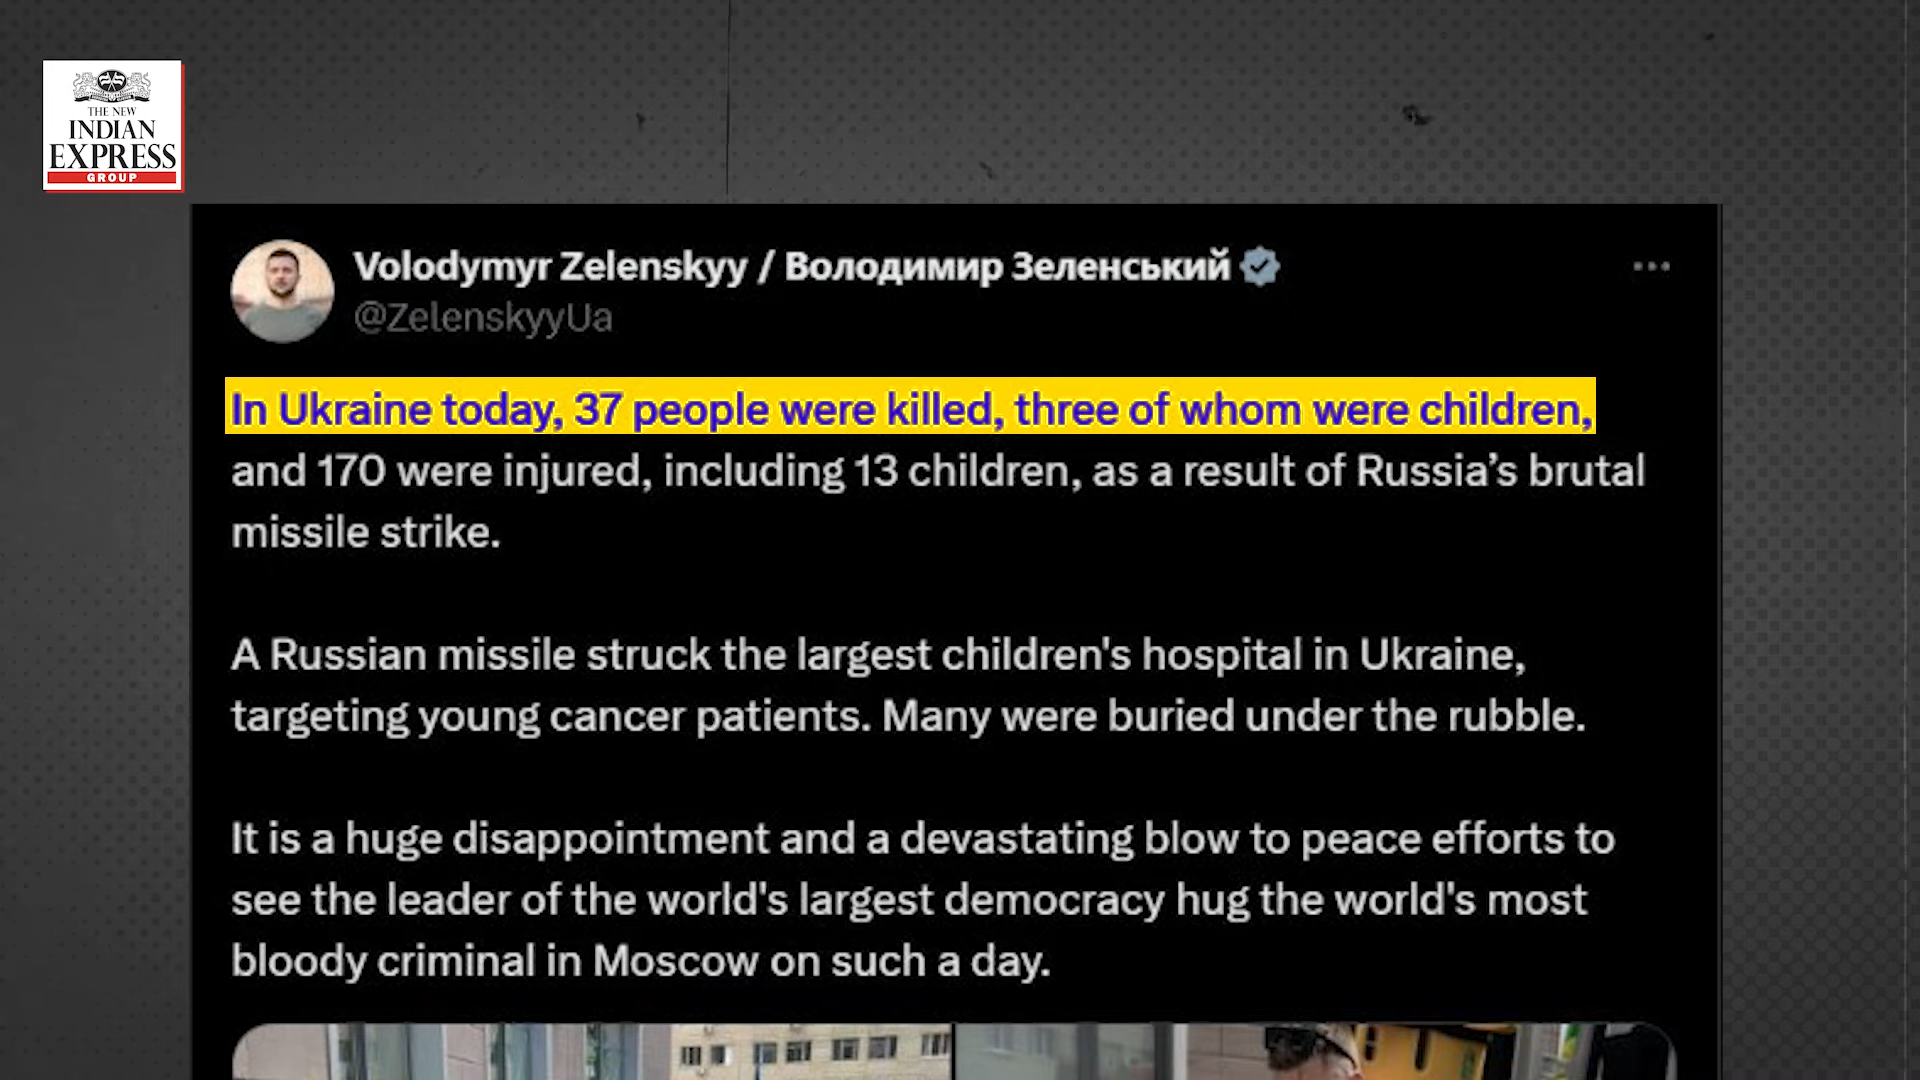 THE NEW
INDIAN
EXPRESS
GROUP
Volodymyr Zelenskyy / Володимир Зеленський
@ZelenskyyUa
In Ukraine today, 37 people were killed, three of whom were children,
and 170 were injured, including 13 children, as a result of Russia’s brutal
missile strike.
A Russian missile struck the largest children's hospital in Ukraine,
targeting young cancer patients. Many were buried under the rubble.
It is a huge disappointment and a devastating blow to peace efforts to
see the leader of the world's largest democracy hug the world's most
bloody criminal in Moscow on such a day.